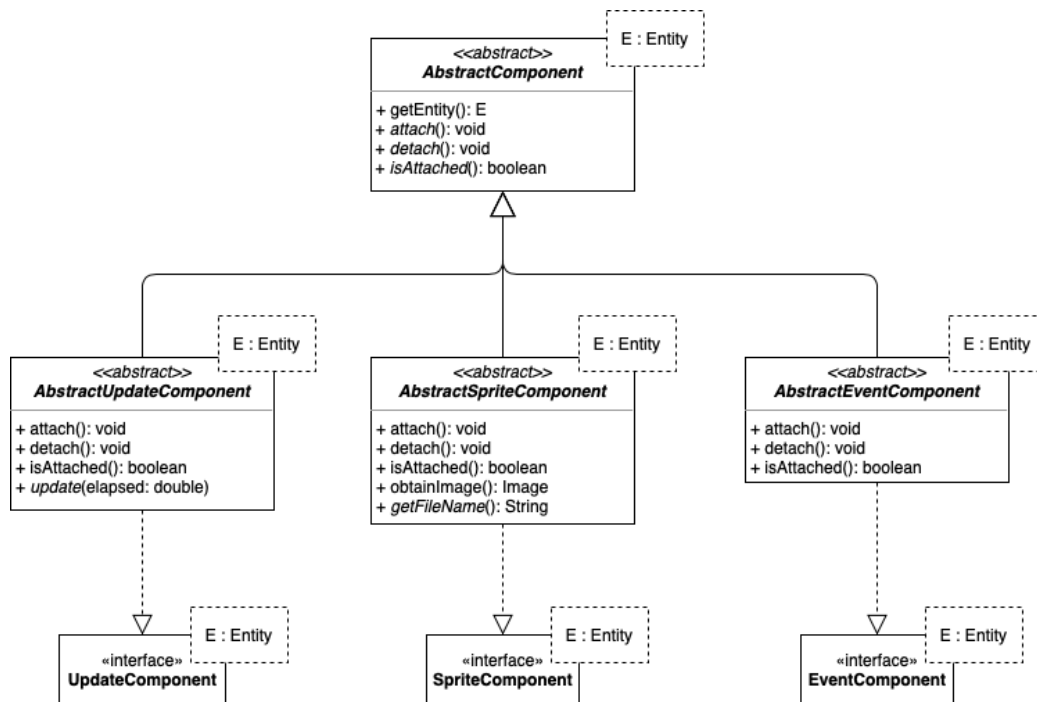 E : Entity
<<abstract>>
AbstractComponent
+ getEntity(): E
+ attach(): void
+ detach(): void
+ isAttached(): boolean
E : Entity
<<abstract>>
AbstractUpdateComponent
+ attach(): void
+ detach(): void
+ isAttached(): boolean
+ update(elapsed: double)
E : Entity
<<abstract>>
AbstractSpriteComponent
+ attach(): void
+ detach(): void
+ isAttached(): boolean
+ obtainImage(): Image
+ getFileName(): String
E : Entity
<<abstract>>
AbstractEventComponent
+ attach(): void
+ detach(): void
+ isAttached(): boolean
E : Entity
«interface»
UpdateComponent
E : Entity
«interface»
SpriteComponent
E : Entity
«interface»
EventComponent